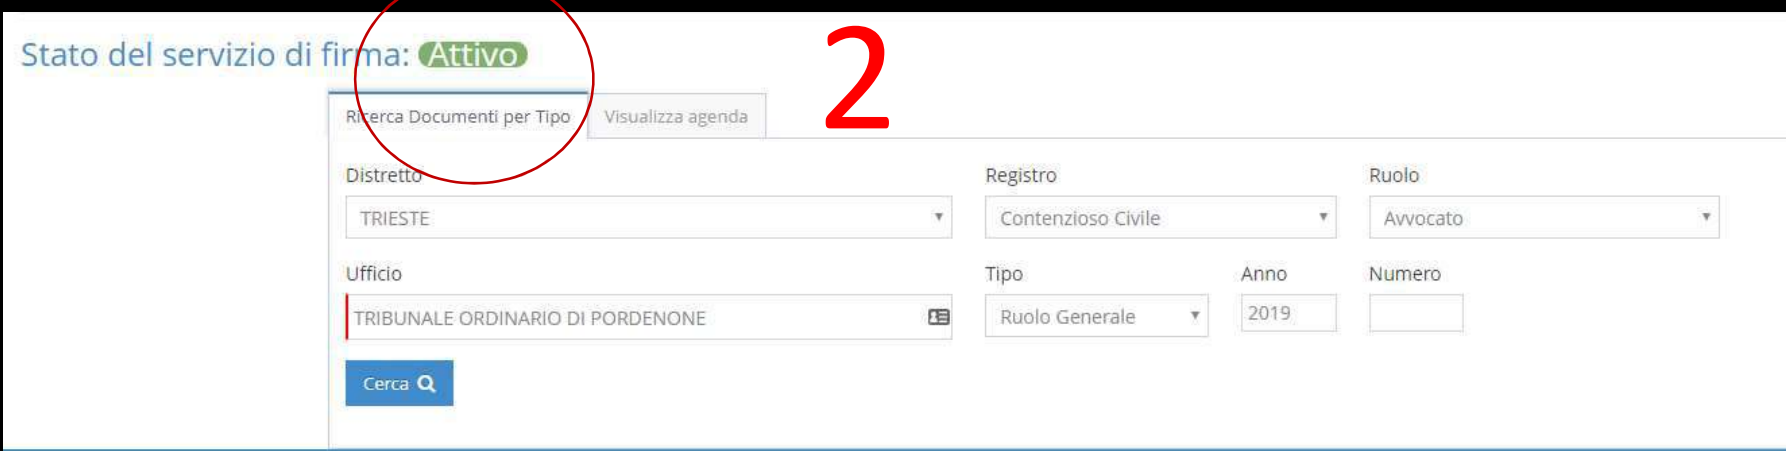 Stato del servizio di firma: Attivo
2
Ricerca Documenti per Tipo Visualizza agenda
Distretto Registro Ruolo
TRIESTE Contenzioso Civile Avvocato
Ufficio Tipo Anno Numero
TRIBUNALE ORDINARIO DI PORDENONE Ruolo Generale 2019
Cerca